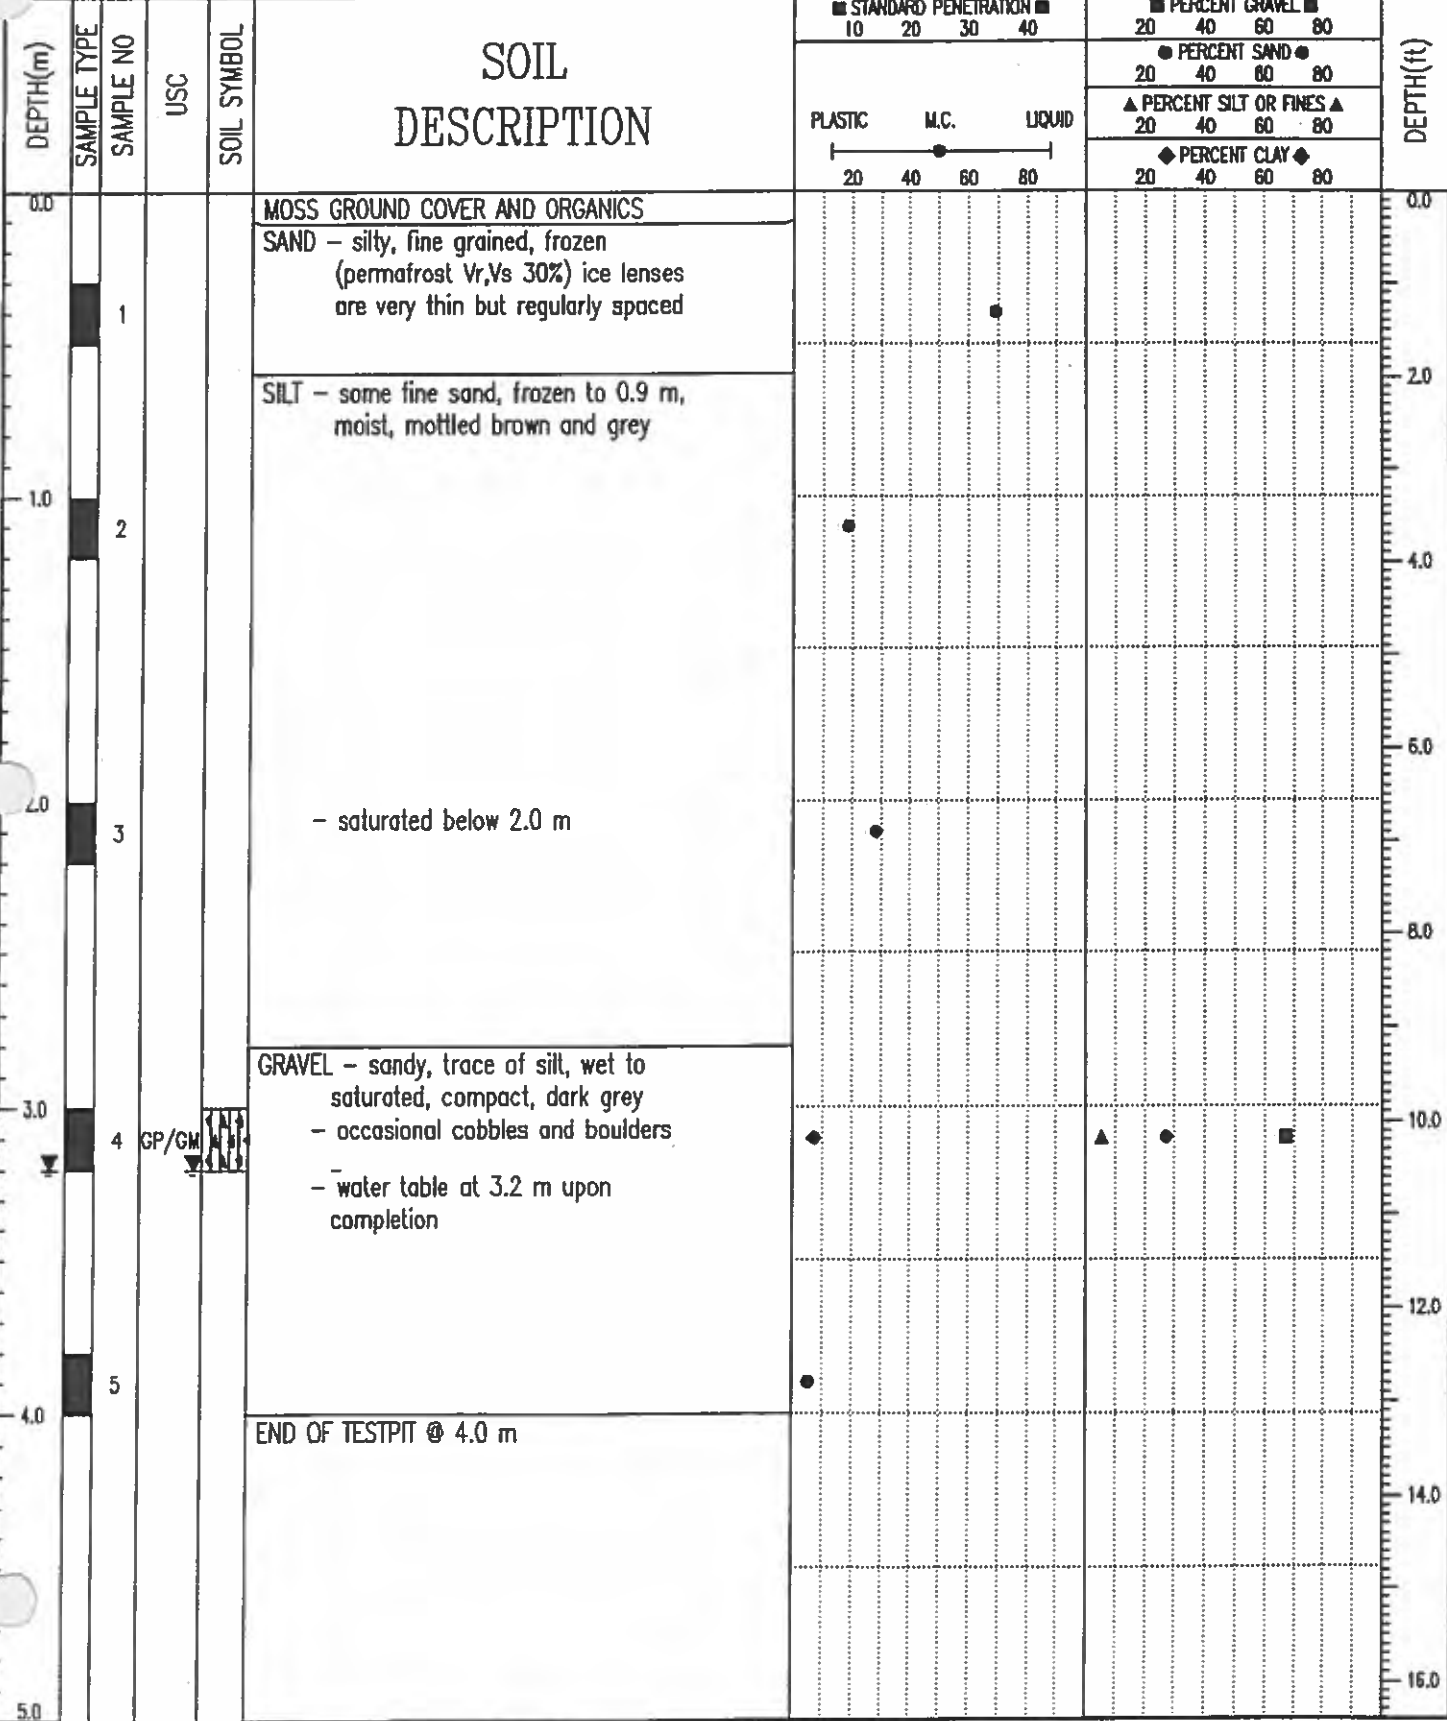 DEPTH(m)
SAMPLE TYPE
SAMPLE NO
USC
SOIL SYMBOL
SOIL
DESCRIPTION
■ STANDARD PENETRATION ■
10 20 30 40
PLASTIC M.C. LIQUID
20 40 60 80
■ PERCENT GRAVEL ■
20 40 60 80
● PERCENT SAND ●
20 40 60 80
▲ PERCENT SILT OR FINES ▲
20 40 60 80
◆ PERCENT CLAY ◆
20 40 60 80
DEPTH(ft)
0.0
MOSS GROUND COVER AND ORGANICS
0.0
SAND – silty, fine grained, frozen
(permafrost Vr,Vs 30%) ice lenses
are very thin but regularly spaced
1
2.0
SILT – some fine sand, frozen to 0.9 m,
moist, mottled brown and grey
1.0
2
4.0
6.0
2.0
3
– saturated below 2.0 m
8.0
GRAVEL – sandy, trace of silt, wet to
saturated, compact, dark grey
3.0
10.0
4
GP/GM
– occasional cobbles and boulders
–
– water table at 3.2 m upon
completion
12.0
5
4.0
END OF TESTPIT @ 4.0 m
14.0
16.0
5.0